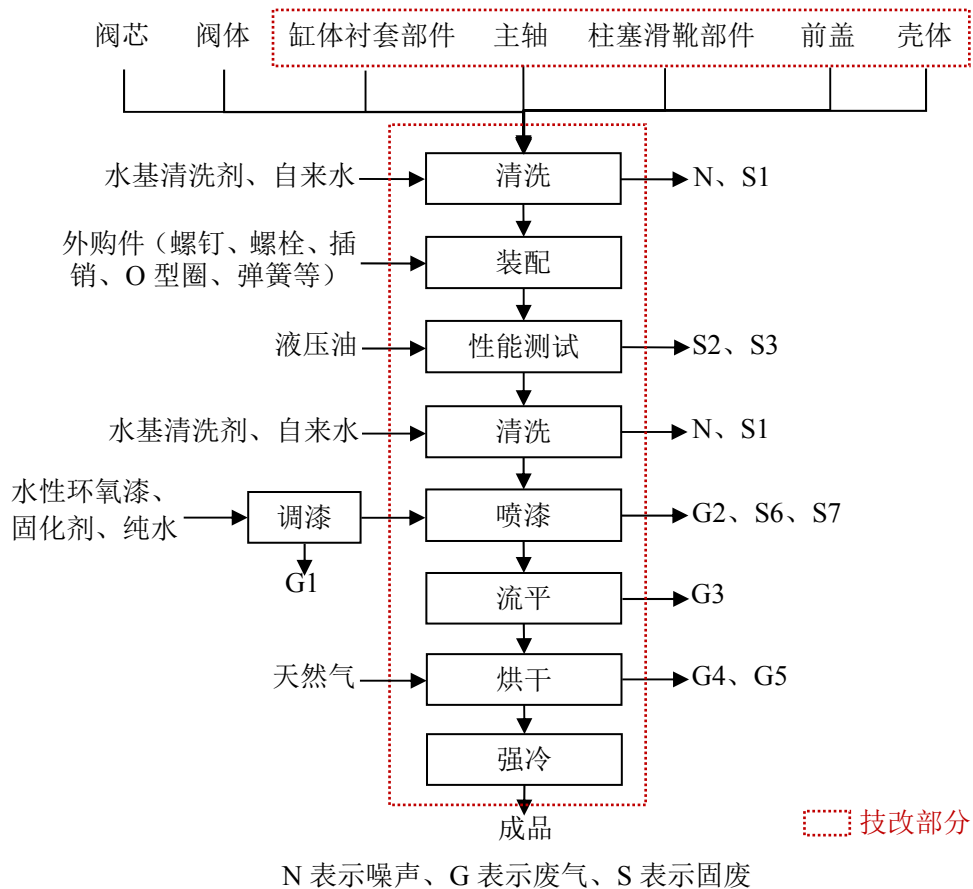 阀芯 阀体 缸体衬套部件 主轴 柱塞滑靴部件 前盖 壳体
水基清洗剂、自来水 清洗 N、S1
外购件（螺钉、螺栓、插
销、O 型圈、弹簧等）
装配
液压油 性能测试 S2、S3
水基清洗剂、自来水 清洗 N、S1
水性环氧漆、
固化剂、纯水
调漆 喷漆 G2、S6、S7
G1
流平 G3
天然气 烘干 G4、G5
强冷
成品
技改部分
N 表示噪声、G 表示废气、S 表示固废